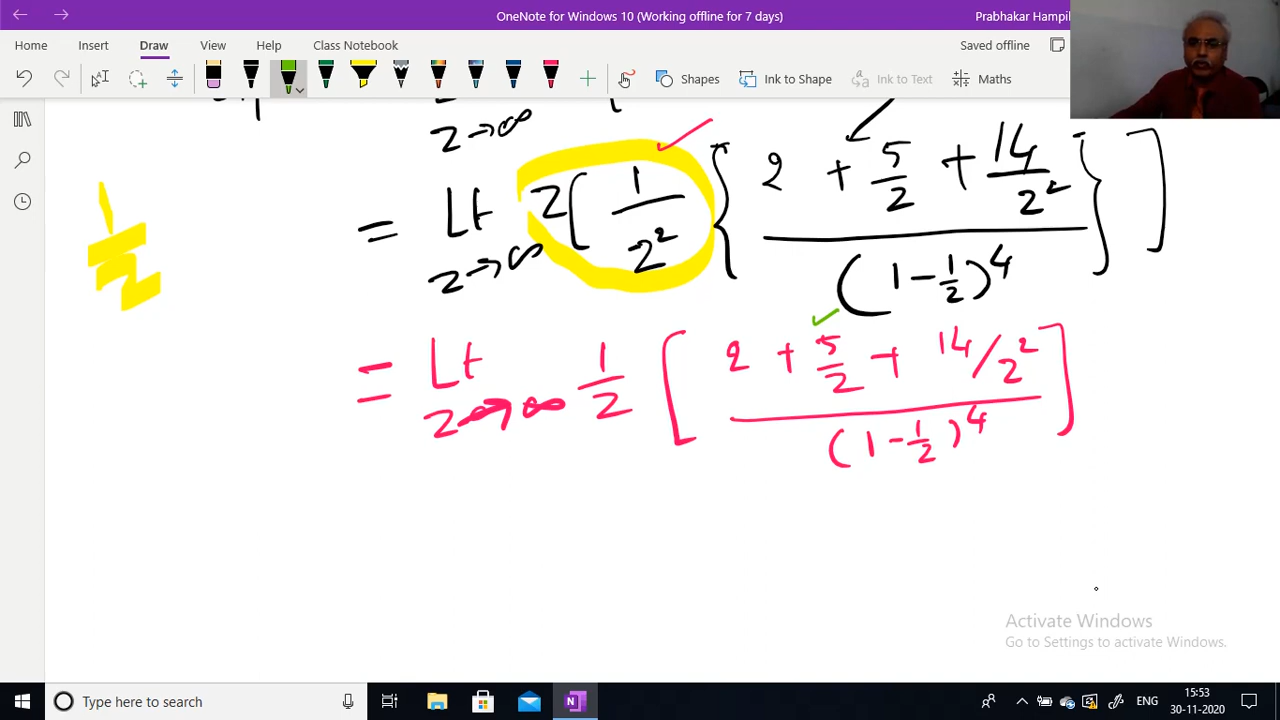 OneNote for Windows 10 (Working offline for 7 days)
Prabhakar Hampil
Home Insert Draw View Help Class Notebook
Saved offline
Shapes Ink to Shape Ink to Text Maths
z→∞
= Lt z→∞ z[ 1/z² { 2 + 5/z + 14/z² / (1-1/z)⁴ } ]
1/z
= Lt z→∞ 1/z [ 2 + 5/z + 14/z² / (1-1/z)⁴ ]
Activate Windows
Go to Settings to activate Windows.
Type here to search
ENG
15:53
30-11-2020